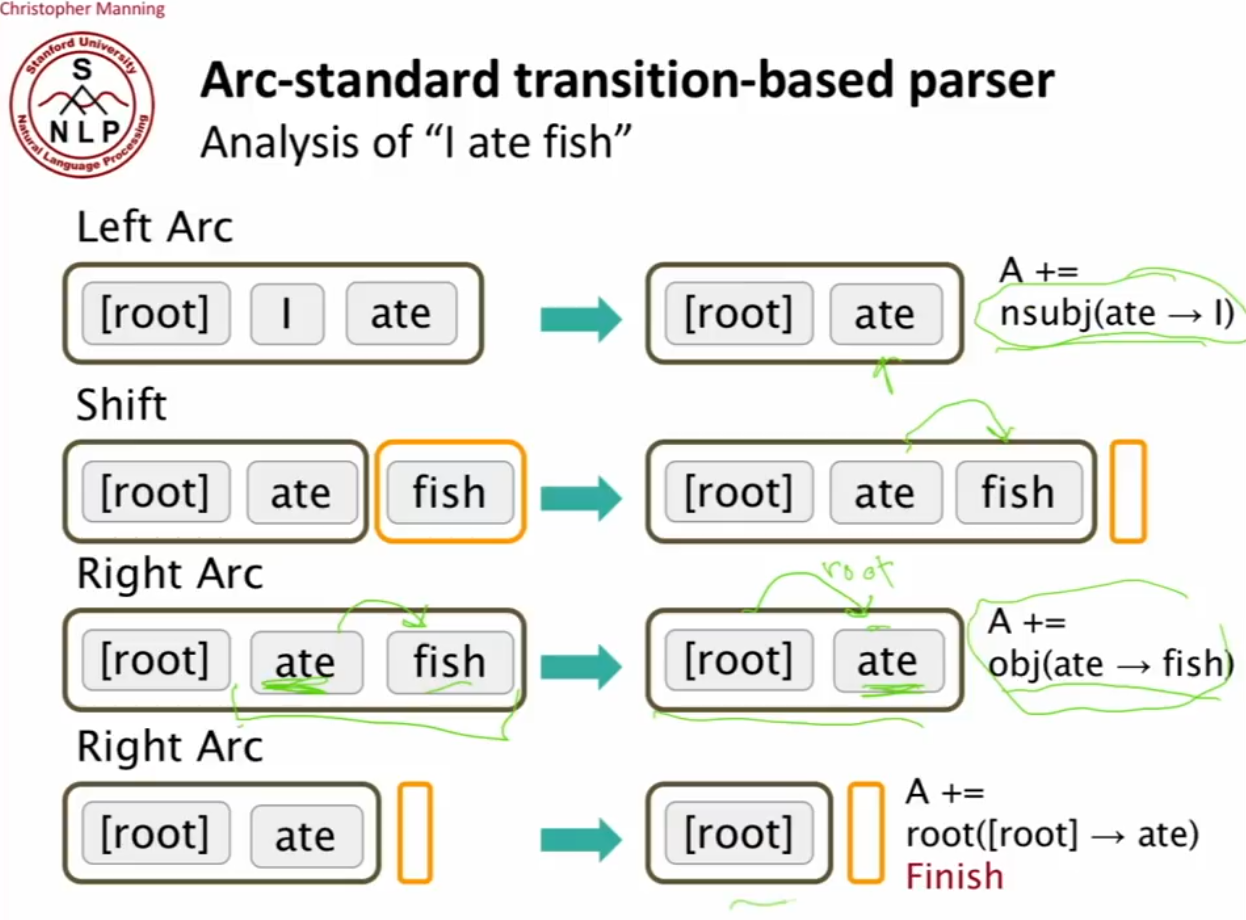 Christopher Manning
Stanford University
S
NLP
Natural Language Processing
Arc-standard transition-based parser
Analysis of “I ate fish”
Left Arc
[root] I ate
[root] ate
A +=
nsubj(ate → I)
Shift
[root] ate fish
[root] ate fish
Right Arc
root
[root] ate fish
[root] ate
A +=
obj(ate → fish)
Right Arc
[root] ate
[root]
A +=
root([root] → ate)
Finish